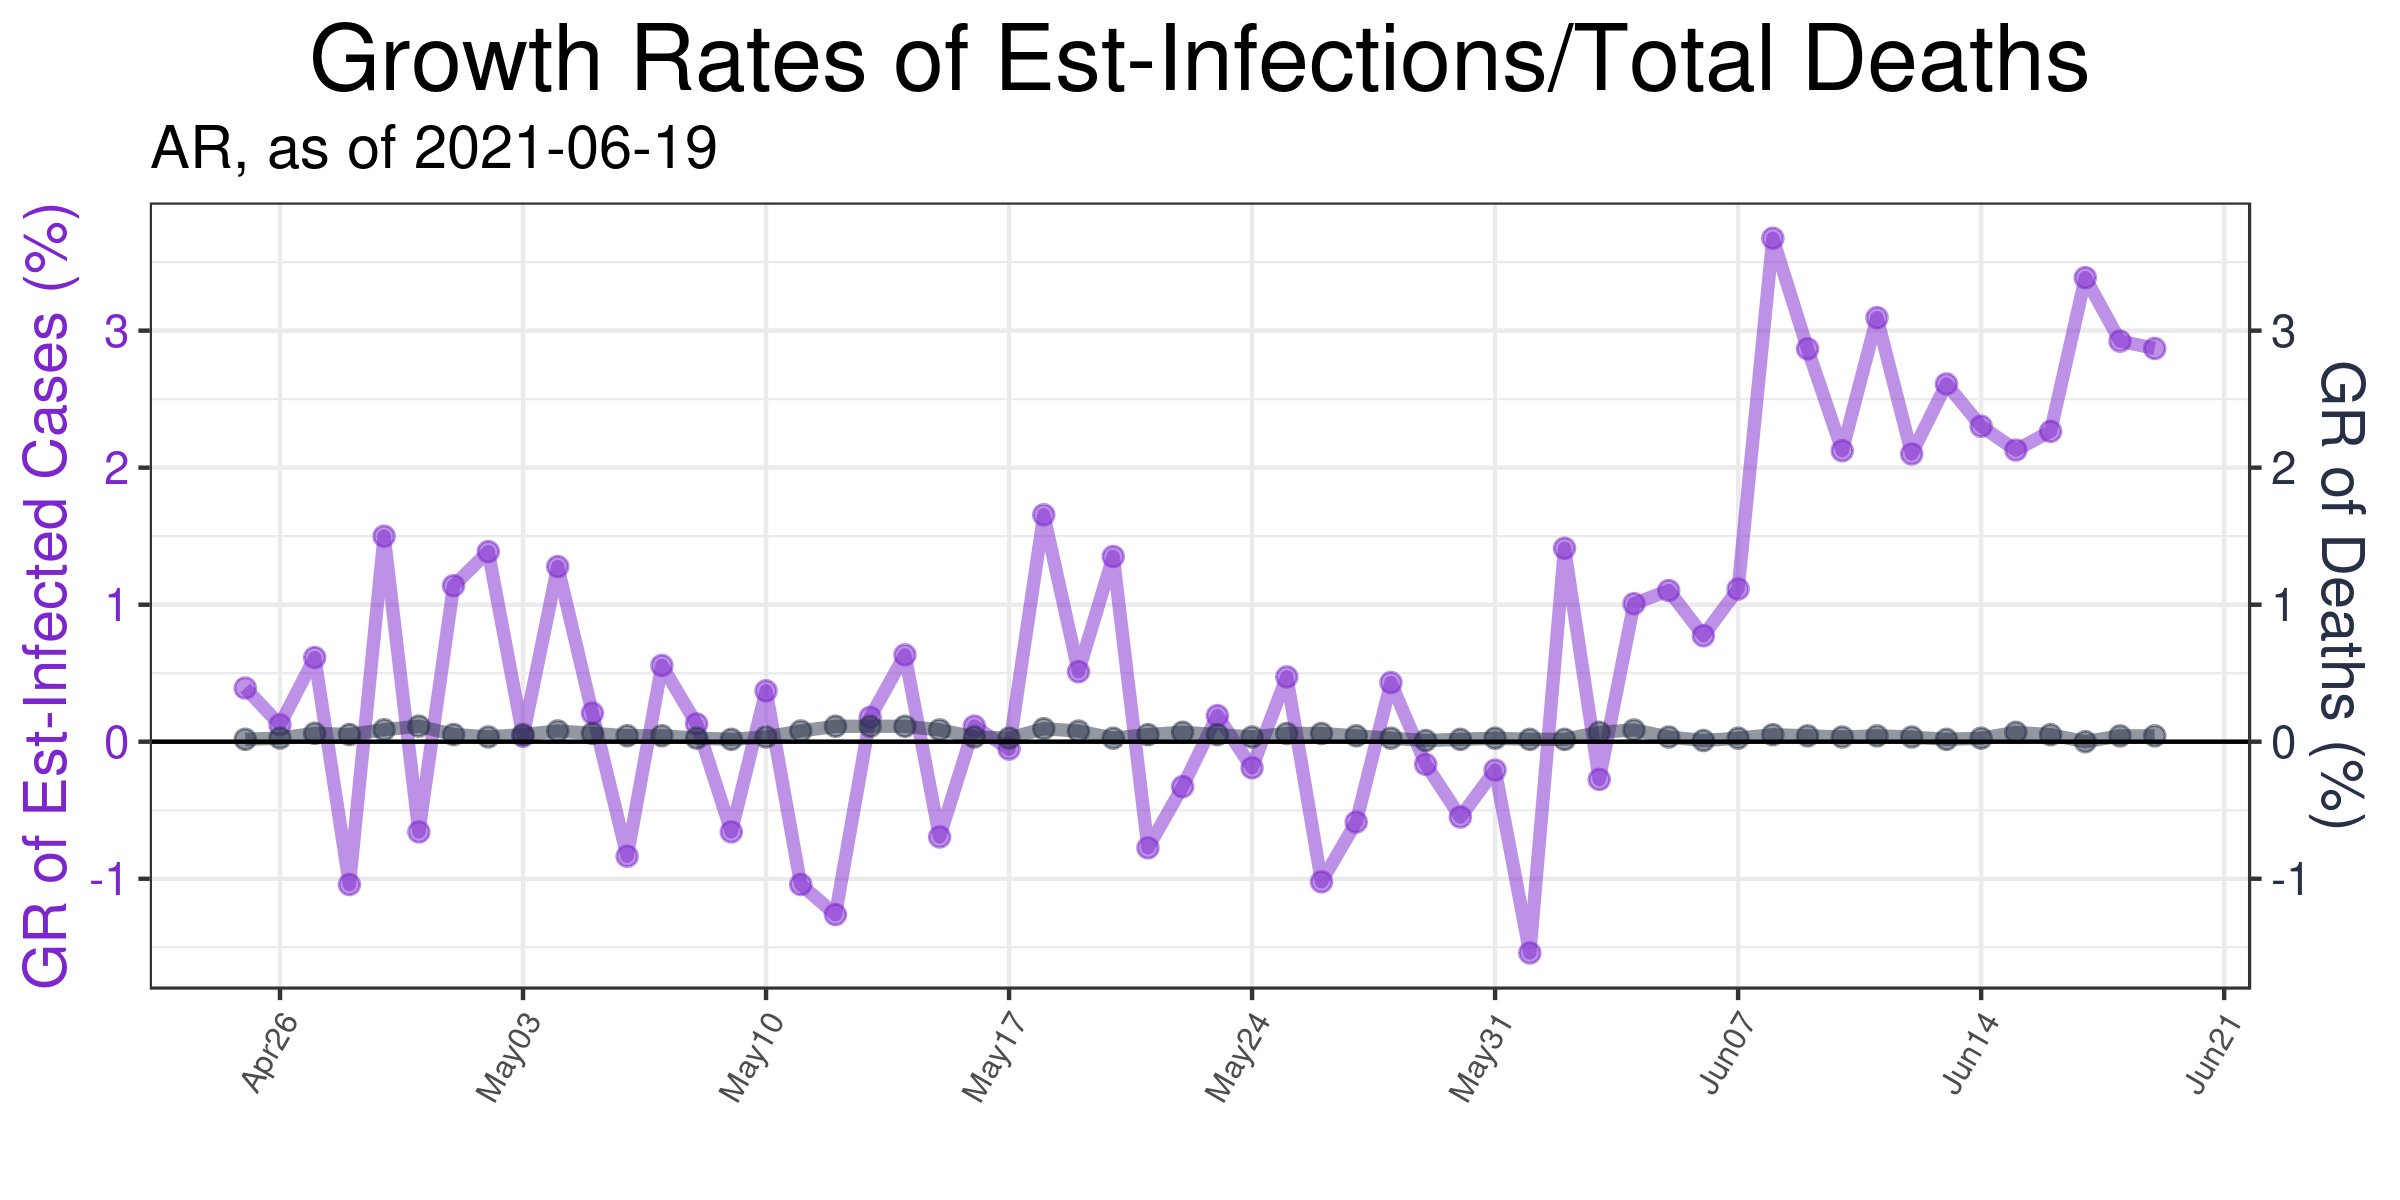 Growth Rates of Est-Infections/Total Deaths
AR, as of 2021-06-19
GR of Est-Infected Cases (%)
3
2
1
0
-1
3
2
1
0
-1
GR of Deaths (%)
Apr26
May03
May10
May17
May24
May31
Jun07
Jun14
Jun21